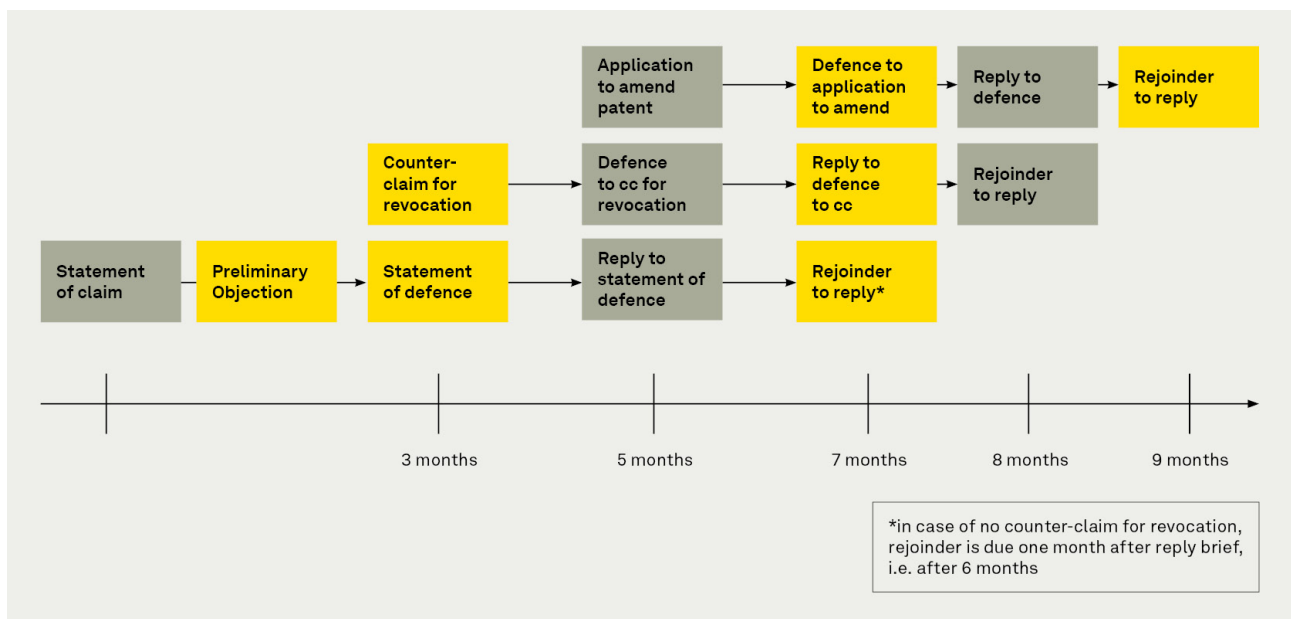 Application
to amend
patent
Defence to
application
to amend
Reply to
defence
Rejoinder
to reply
Counter-
claim for
revocation
Defence
to cc for
revocation
Reply to
defence
to cc
Rejoinder
to reply
Statement
of claim
Preliminary
Objection
Statement
of defence
Reply to
statement of
defence
Rejoinder
to reply*
3 months
5 months
7 months
8 months
9 months
*in case of no counter-claim for revocation,
rejoinder is due one month after reply brief,
i.e. after 6 months